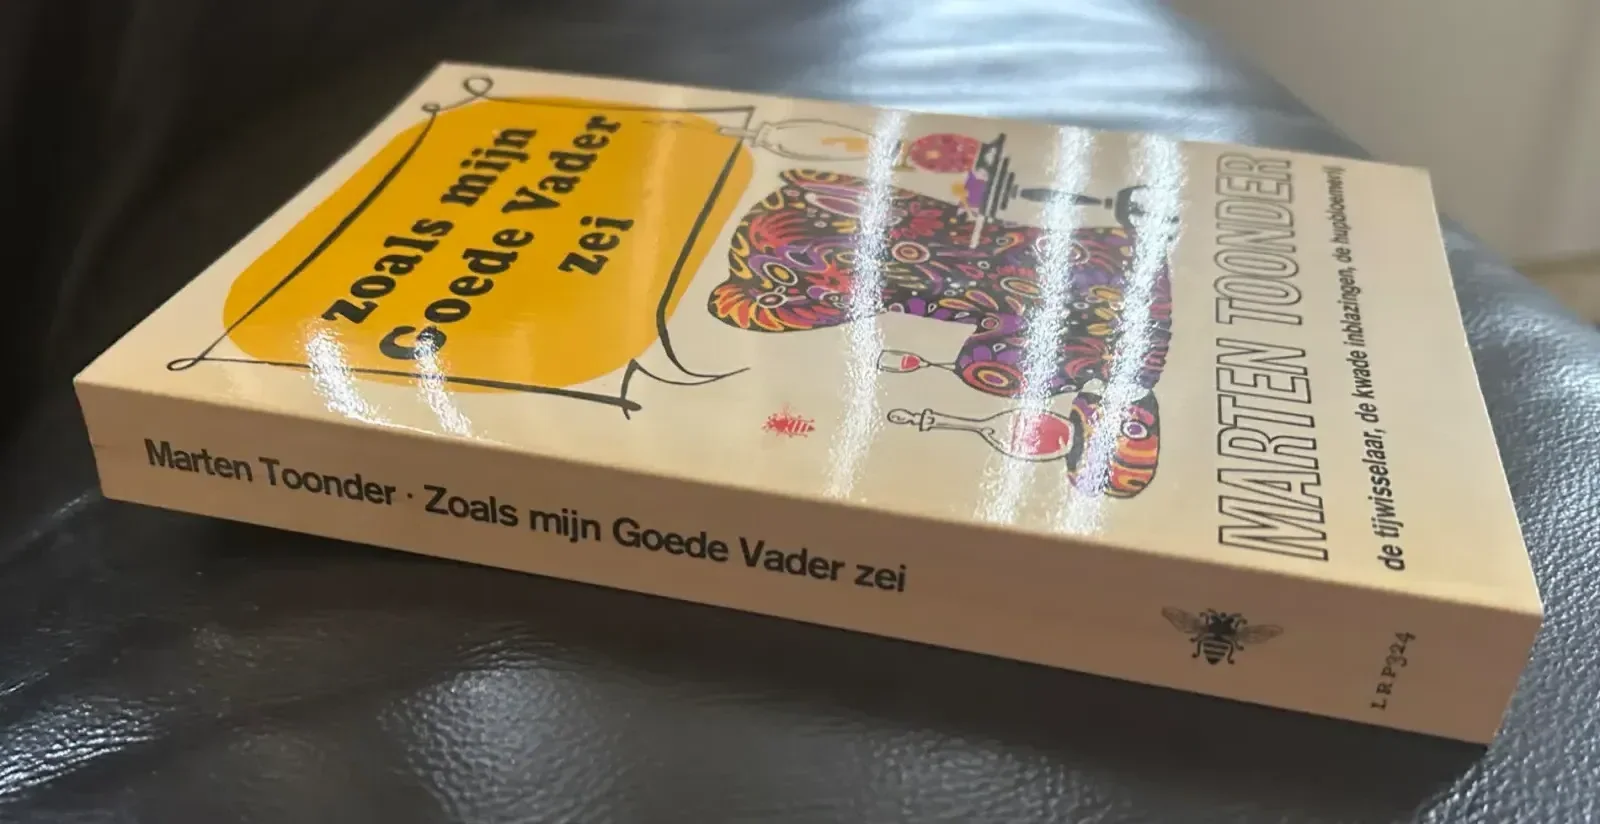 zoals mijn
Goede Vader
zei
MARTEN TOONDER
de tijwisselaar, de kwade inblazingen, de hupbloemerij
Marten Toonder · Zoals mijn Goede Vader zei
LRP324